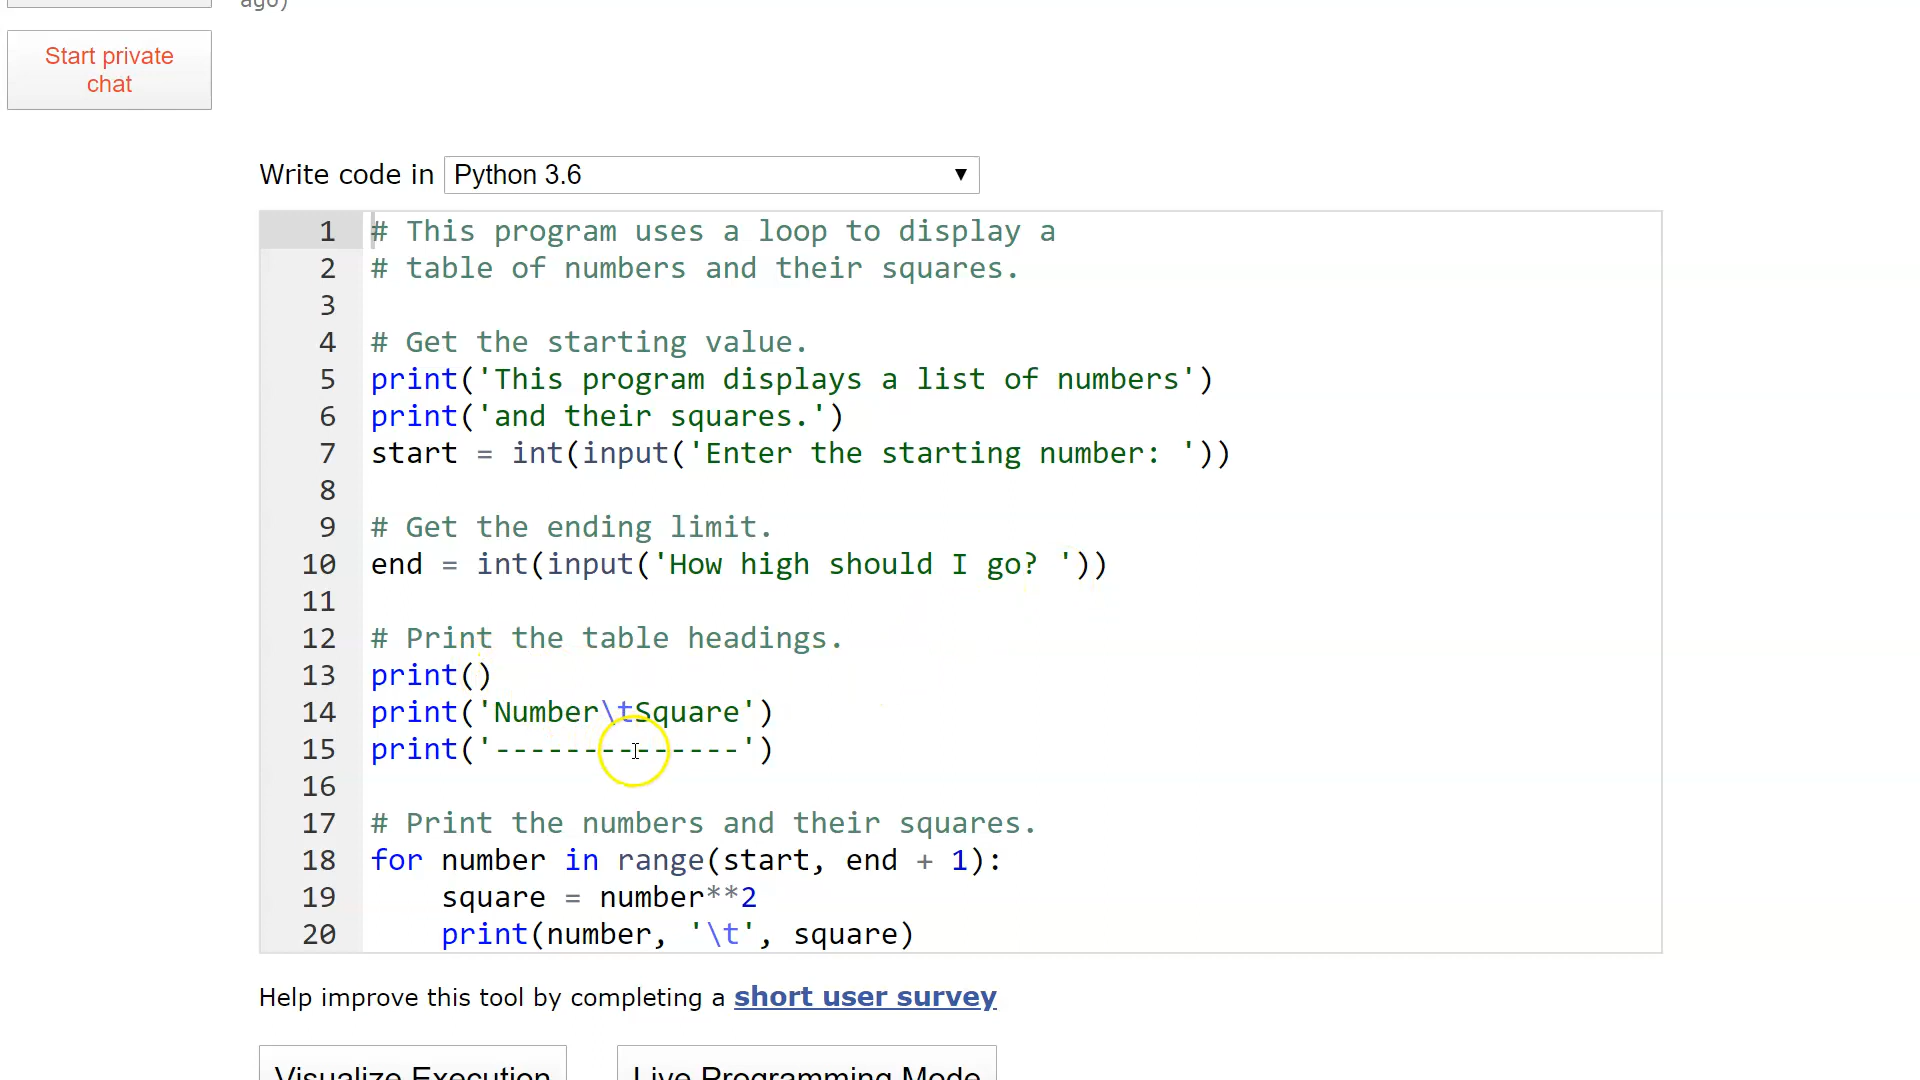 ago)
Start private
chat
Write code in Python 3.6 ▼
1 # This program uses a loop to display a
2 # table of numbers and their squares.
3
4 # Get the starting value.
5 print('This program displays a list of numbers')
6 print('and their squares.')
7 start = int(input('Enter the starting number: '))
8
9 # Get the ending limit.
10 end = int(input('How high should I go? '))
11
12 # Print the table headings.
13 print()
14 print('Number\tSquare')
15 print('--------------')
16
17 # Print the numbers and their squares.
18 for number in range(start, end + 1):
19     square = number**2
20     print(number, '\t', square)
Help improve this tool by completing a short user survey
Visualize Execution Live Programming Mode